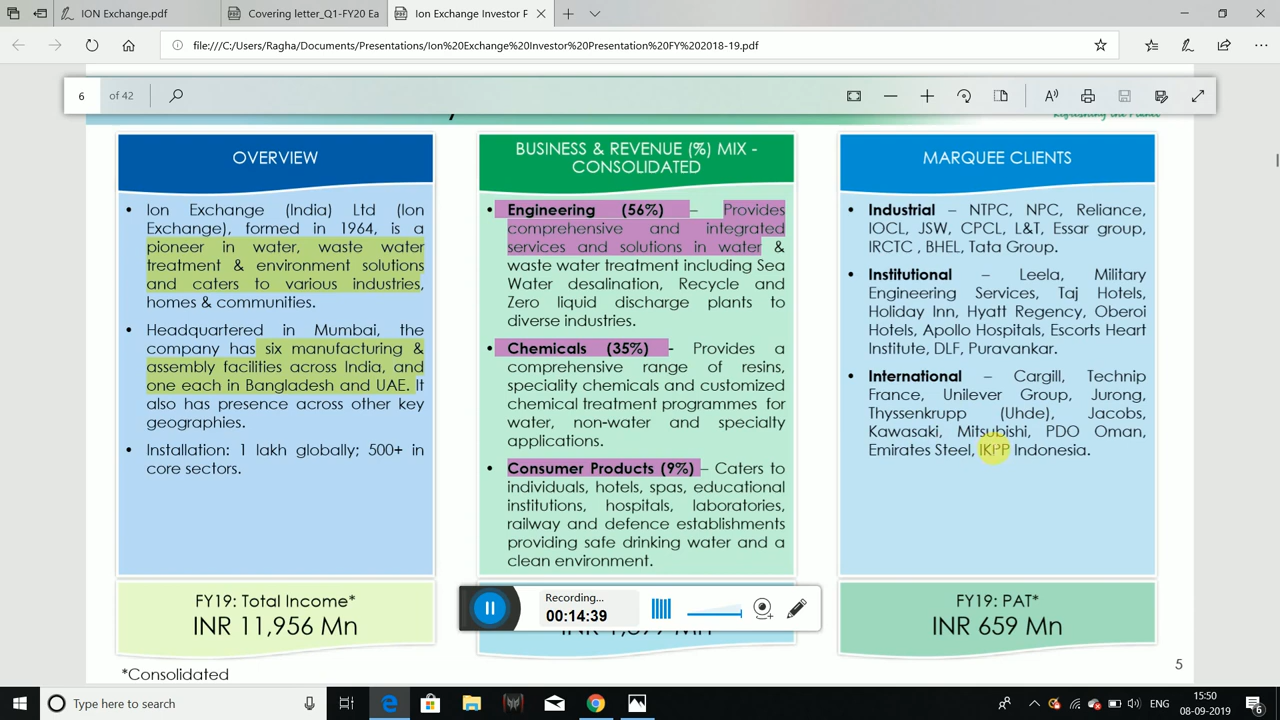 ION Exchange.pdf
Covering letter_Q1-FY20 Ea
Ion Exchange Investor F
file:///C:/Users/Ragha/Documents/Presentations/Ion%20Exchange%20Investor%20Presentation%20FY%202018-19.pdf
6 of 42
OVERVIEW
• Ion Exchange (India) Ltd (Ion
Exchange), formed in 1964, is a
pioneer in water, waste water
treatment & environment solutions
and caters to various industries,
homes & communities.
• Headquartered in Mumbai, the
company has six manufacturing &
assembly facilities across India, and
one each in Bangladesh and UAE. It
also has presence across other key
geographies.
• Installation: 1 lakh globally; 500+ in
core sectors.
FY19: Total Income*
INR 11,956 Mn
BUSINESS & REVENUE (%) MIX -
CONSOLIDATED
• Engineering (56%) – Provides
comprehensive and integrated
services and solutions in water &
waste water treatment including Sea
Water desalination, Recycle and
Zero liquid discharge plants to
diverse industries.
• Chemicals (35%) - Provides a
comprehensive range of resins,
speciality chemicals and customized
chemical treatment programmes for
water, non-water and specialty
applications.
• Consumer Products (9%) – Caters to
individuals, hotels, spas, educational
institutions, hospitals, laboratories,
railway and defence establishments
providing safe drinking water and a
clean environment.
Recording...
00:14:39
MARQUEE CLIENTS
• Industrial – NTPC, NPC, Reliance,
IOCL, JSW, CPCL, L&T, Essar group,
IRCTC , BHEL, Tata Group.
• Institutional – Leela, Military
Engineering Services, Taj Hotels,
Holiday Inn, Hyatt Regency, Oberoi
Hotels, Apollo Hospitals, Escorts Heart
Institute, DLF, Puravankar.
• International – Cargill, Technip
France, Unilever Group, Jurong,
Thyssenkrupp (Uhde), Jacobs,
Kawasaki, Mitsubishi, PDO Oman,
Emirates Steel, IKPP Indonesia.
FY19: PAT*
INR 659 Mn
*Consolidated
5
Type here to search
ENG
15:50
08-09-2019
6